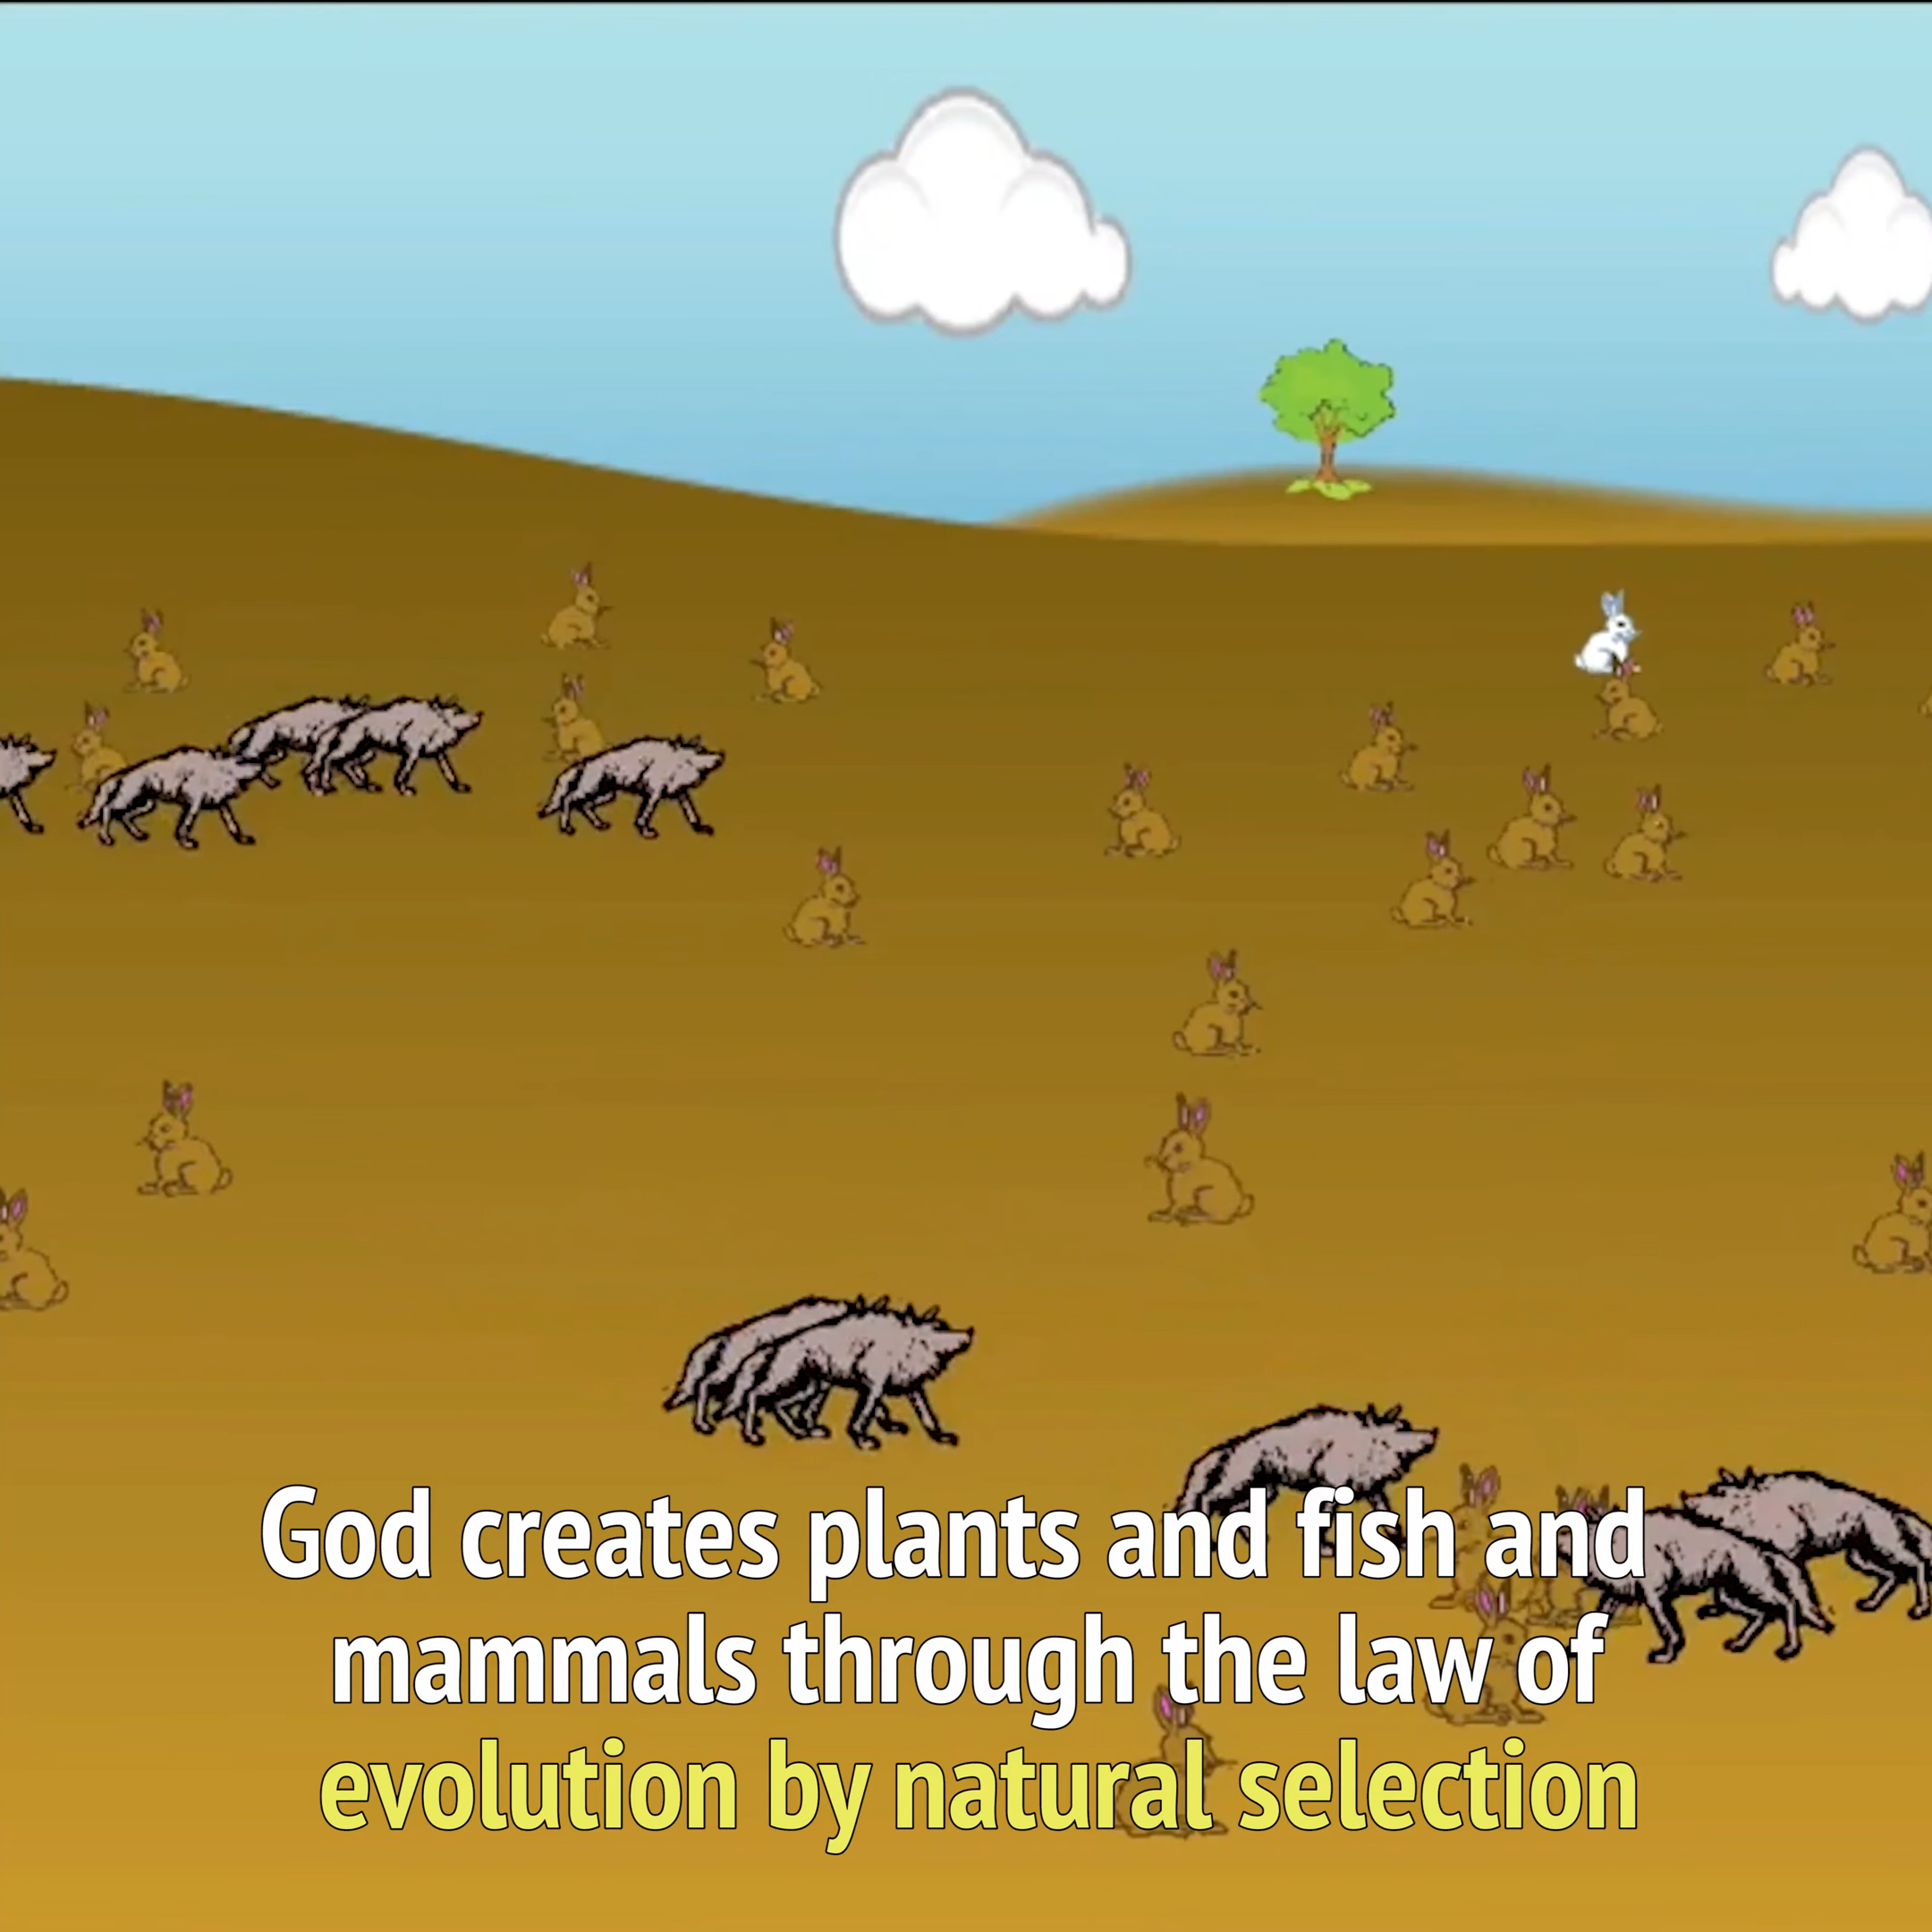 God creates plants and fish and
mammals through the law of
evolution by natural selection